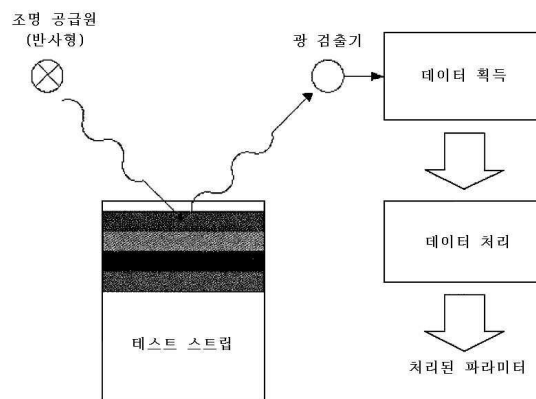 조명 공급원
(반사형)
광 검출기
데이터 획득
데이터 처리
테스트 스트립
처리된 파라미터